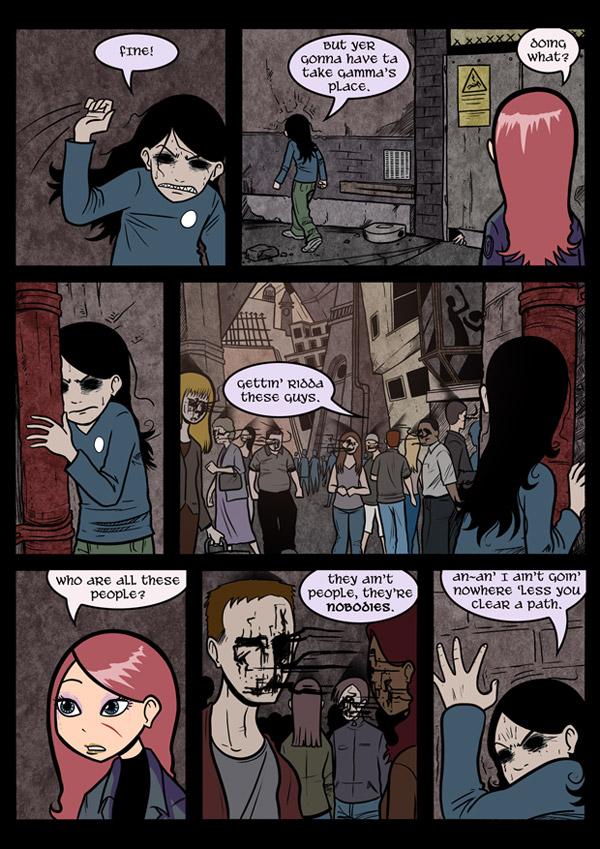 FINE!
BUT YER
GONNA HAVE TA
TAKE GAMMA'S
PLACE.
DOING
WHAT?
GETTIN' RIDDA
THESE GUYS.
WHO ARE ALL THESE
PEOPLE?
THEY AIN'T
PEOPLE, THEY'RE
NOBODIES.
AN-AN' I AIN'T GOIN'
NOWHERE 'LESS YOU
CLEAR A PATH.